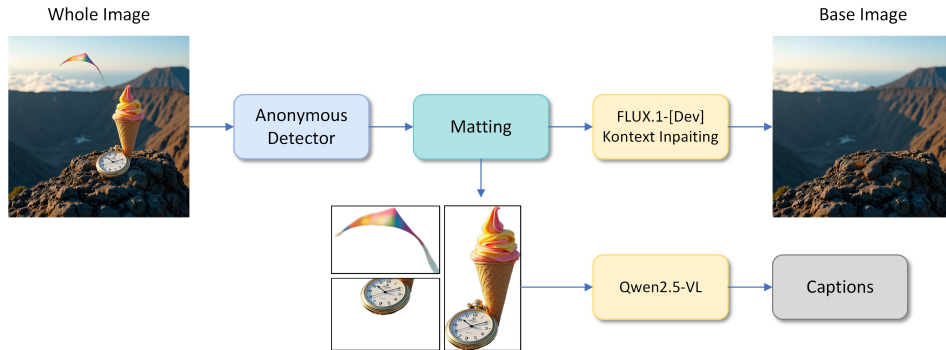 Whole Image
Base Image
Anonymous
Detector
Matting
FLUX.1-[Dev]
Kontext Inpaiting
Qwen2.5-VL
Captions